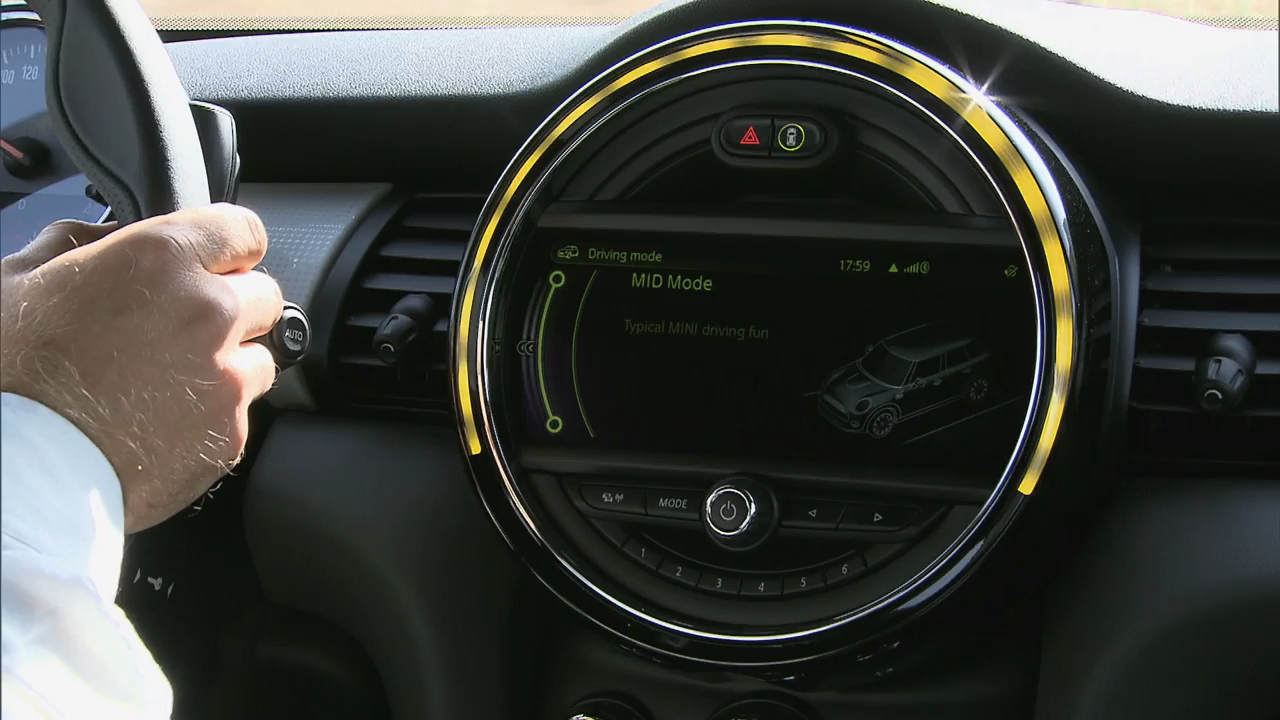 120
Driving mode
17:59
MID Mode
Typical MINI driving fun
AUTO
D
MODE
1 2 3 4 5 6